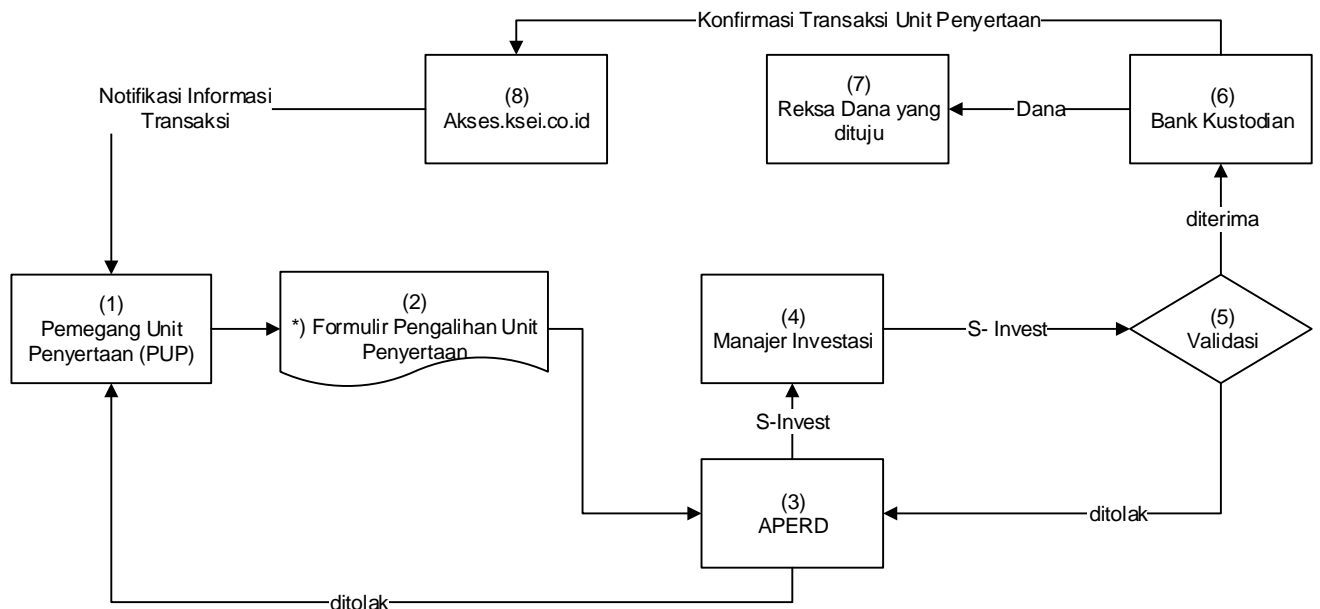 Konfirmasi Transaksi Unit Penyertaan
Notifikasi Informasi
Transaksi
(8)
Akses.ksei.co.id
(7)
Reksa Dana yang
dituju
Dana
(6)
Bank Kustodian
diterima
(1)
Pemegang Unit
Penyertaan (PUP)
(2)
*) Formulir Pengalihan Unit
Penyertaan
(4)
Manajer Investasi
S- Invest
(5)
Validasi
S-Invest
(3)
APERD
ditolak
ditolak